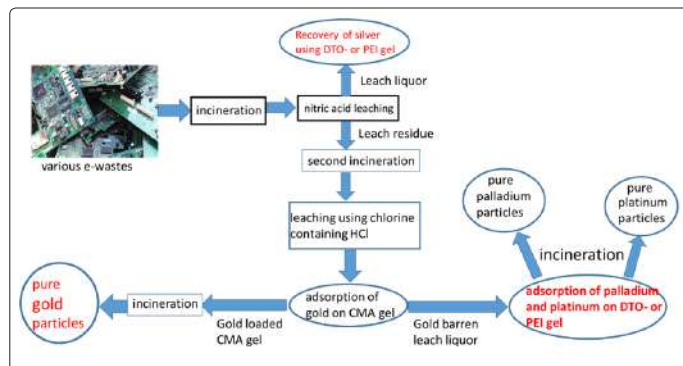 Recovery of silver
using DTO- or PEI gel
Leach liquor
incineration
nitric acid leaching
Leach residue
various e-wastes
second incineration
pure
palladium
particles
pure
platinum
particles
leaching using chlorine
containing HCl
incineration
pure
gold
particles
incineration
adsorption of
gold on CMA gel
adsorption of palladium
and platinum on DTO- or
PEI gel
Gold loaded
CMA gel
Gold barren
leach liquor